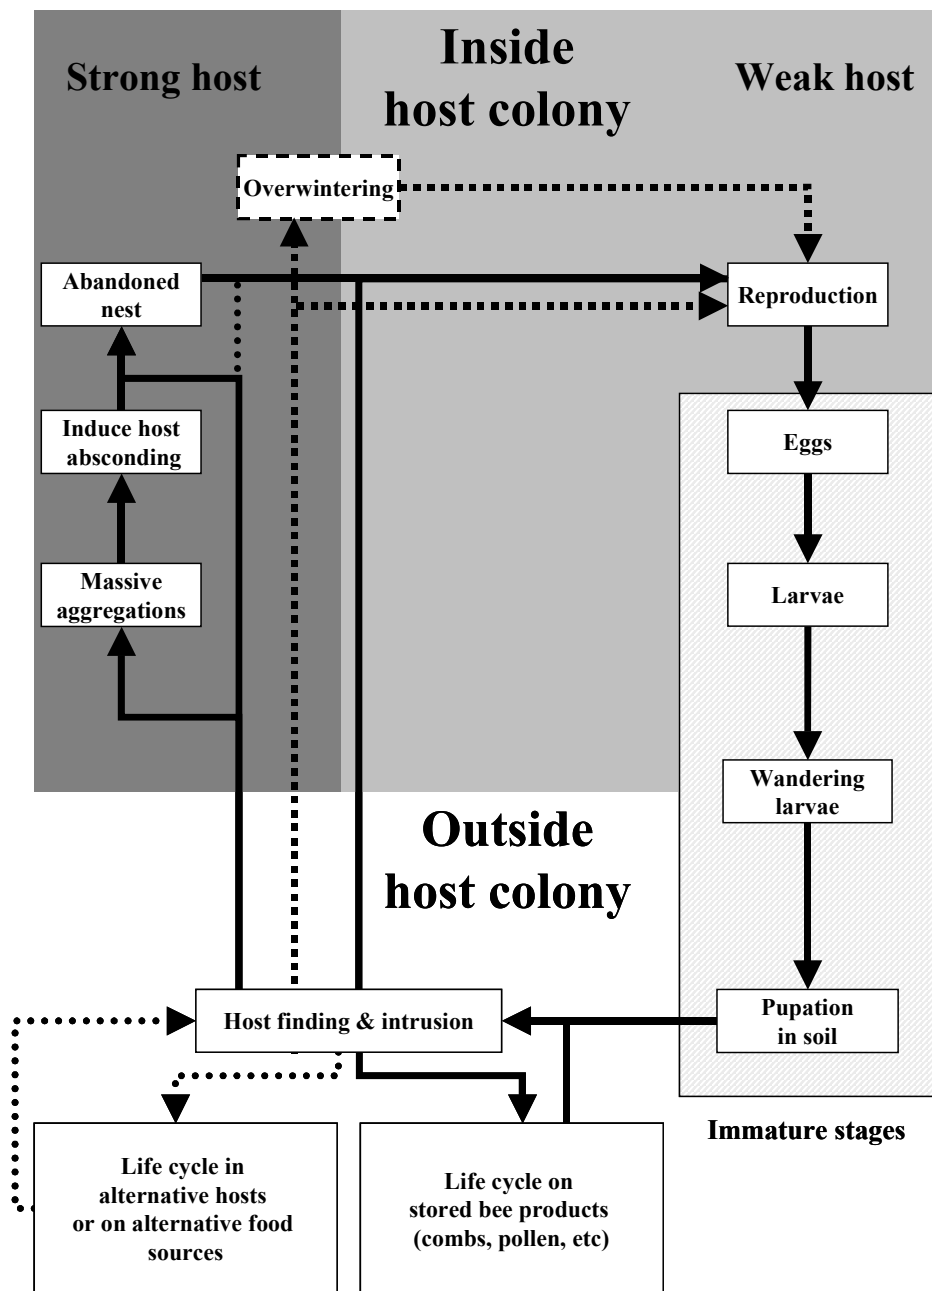 Inside
host colony
Strong host
Weak host
Overwintering
Abandoned
nest
Reproduction
Induce host
absconding
Eggs
Massive
aggregations
Larvae
Wandering
larvae
Outside
host colony
Host finding & intrusion
Pupation
in soil
Immature stages
Life cycle in
alternative hosts
or on alternative food
sources
Life cycle on
stored bee products
(combs, pollen, etc)